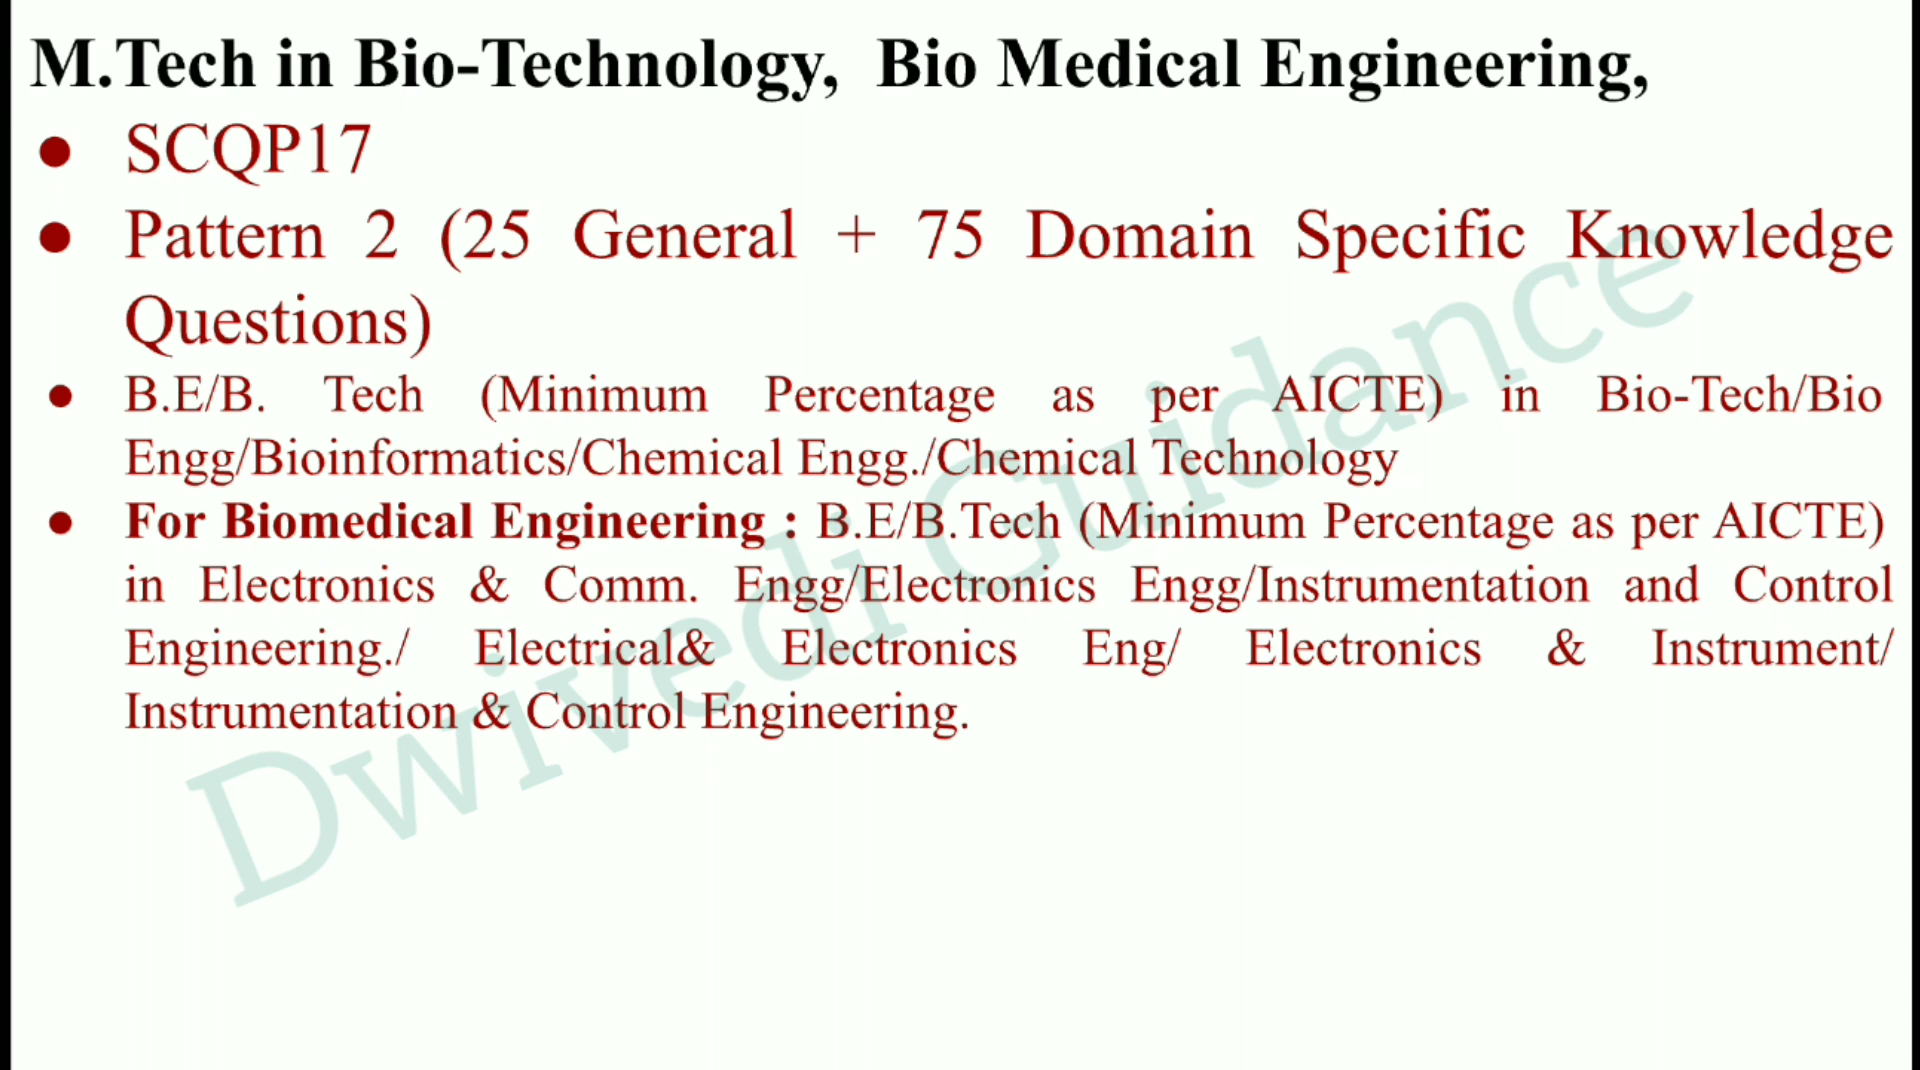 M.Tech in Bio-Technology, Bio Medical Engineering,
● SCQP17
● Pattern 2 (25 General + 75 Domain Specific Knowledge
Questions)
● B.E/B. Tech (Minimum Percentage as per AICTE) in Bio-Tech/Bio
Engg/Bioinformatics/Chemical Engg./Chemical Technology
● For Biomedical Engineering : B.E/B.Tech (Minimum Percentage as per AICTE)
in Electronics & Comm. Engg/Electronics Engg/Instrumentation and Control
Engineering./ Electrical& Electronics Eng/ Electronics & Instrument/
Instrumentation & Control Engineering.
Dwivedi Guidance